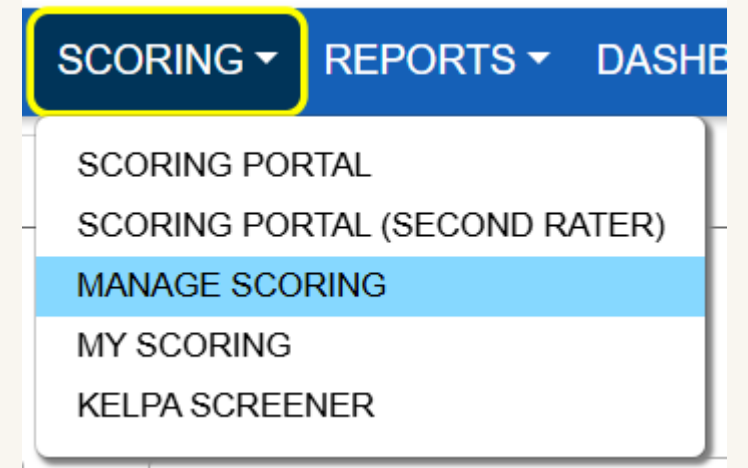 SCORING REPORTS
SCORING PORTAL
SCORING PORTAL (SECOND RATER)
MANAGE SCORING
MY SCORING
KELPA SCREENER